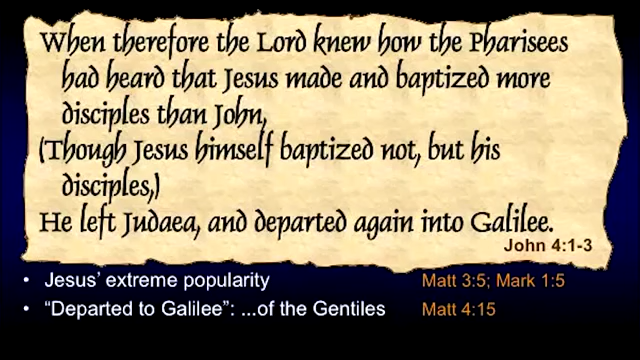 When therefore the Lord knew how the Pharisees
had heard that Jesus made and baptized more
disciples than John,
(Though Jesus himself baptized not, but his
disciples,)
He left Judaea, and departed again into Galilee.
John 4:1-3
• Jesus’ extreme popularity Matt 3:5; Mark 1:5
• “Departed to Galilee”: ...of the Gentiles Matt 4:15